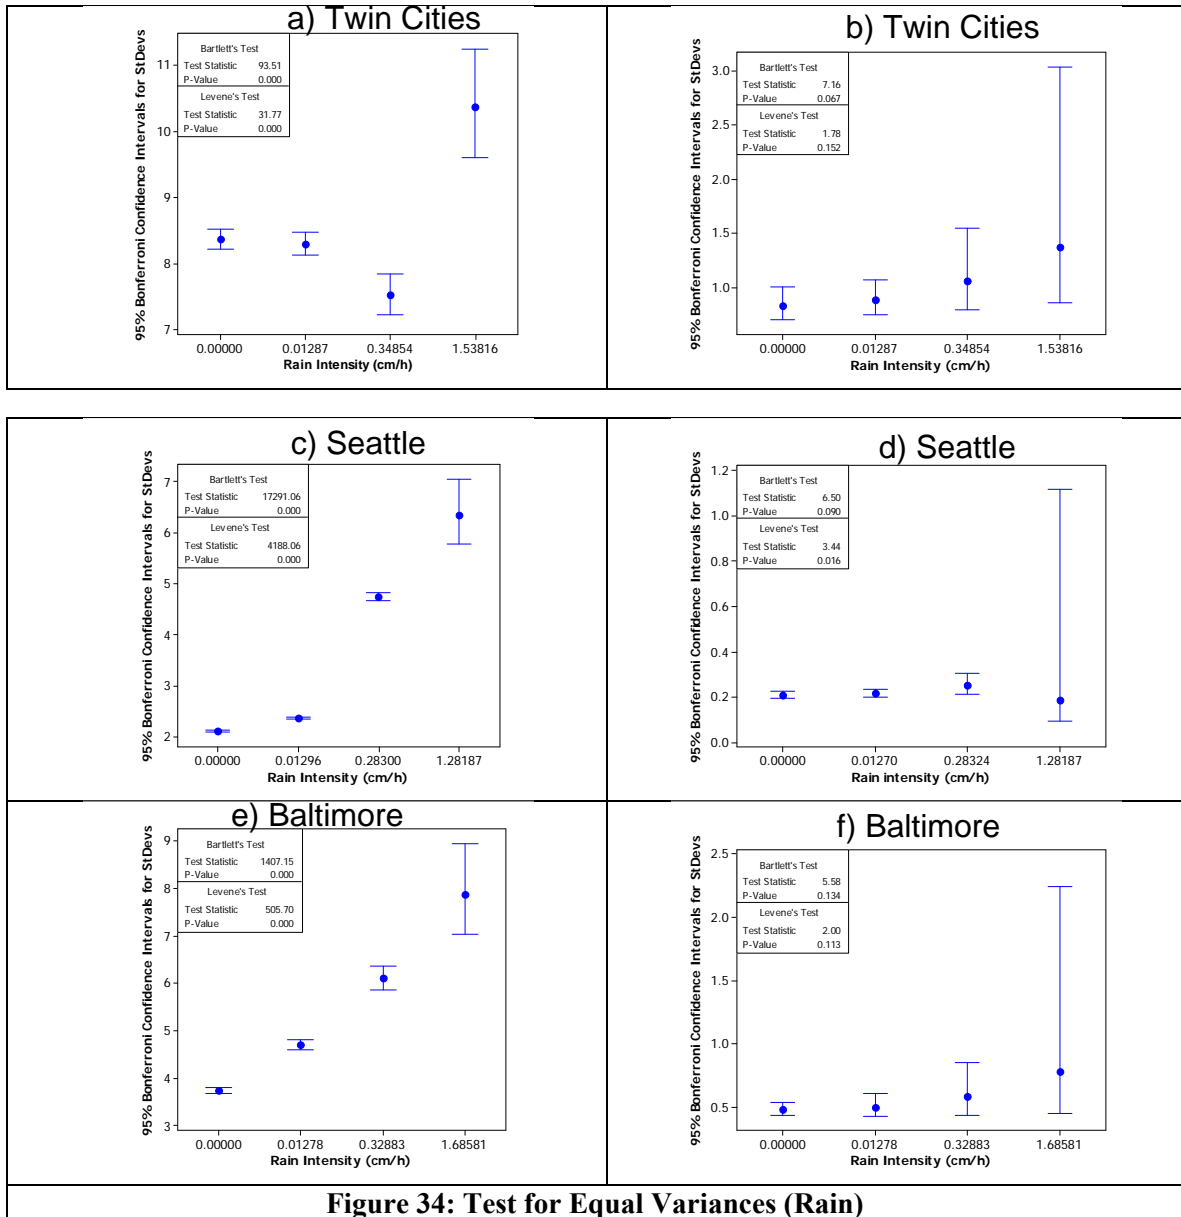 a) Twin Cities
95% Bonferroni Confidence Intervals for StDevs
Bartlett's Test
Test Statistic 93.51
P-Value 0.000
Levene's Test
Test Statistic 31.77
P-Value 0.000
11
10
9
8
7
0.00000 0.01287 0.34854 1.53816
Rain Intensity (cm/h)
b) Twin Cities
95% Bonferroni Confidence Intervals for StDevs
Bartlett's Test
Test Statistic 7.16
P-Value 0.067
Levene's Test
Test Statistic 1.78
P-Value 0.152
3.0
2.5
2.0
1.5
1.0
0.00000 0.01287 0.34854 1.53816
Rain Intensity (cm/h)
c) Seattle
95% Bonferroni Confidence Intervals for StDevs
Bartlett's Test
Test Statistic 17291.06
P-Value 0.000
Levene's Test
Test Statistic 4188.06
P-Value 0.000
7
6
5
4
3
2
0.00000 0.01296 0.28300 1.28187
Rain Intensity (cm/h)
d) Seattle
95% Bonferroni Confidence Intervals for StDevs
Bartlett's Test
Test Statistic 6.50
P-Value 0.090
Levene's Test
Test Statistic 3.44
P-Value 0.016
1.2
1.0
0.8
0.6
0.4
0.2
0.0
0.00000 0.01270 0.28324 1.28187
Rain intensity (cm/h)
e) Baltimore
95% Bonferroni Confidence Intervals for StDevs
Bartlett's Test
Test Statistic 1407.15
P-Value 0.000
Levene's Test
Test Statistic 505.70
P-Value 0.000
9
8
7
6
5
4
3
0.00000 0.01278 0.32883 1.68581
Rain Intensity (cm/h)
f) Baltimore
95% Bonferroni Confidence Intervals for StDevs
Bartlett's Test
Test Statistic 5.58
P-Value 0.134
Levene's Test
Test Statistic 2.00
P-Value 0.113
2.5
2.0
1.5
1.0
0.5
0.00000 0.01278 0.32883 1.68581
Rain Intensity (cm/h)
Figure 34: Test for Equal Variances (Rain)